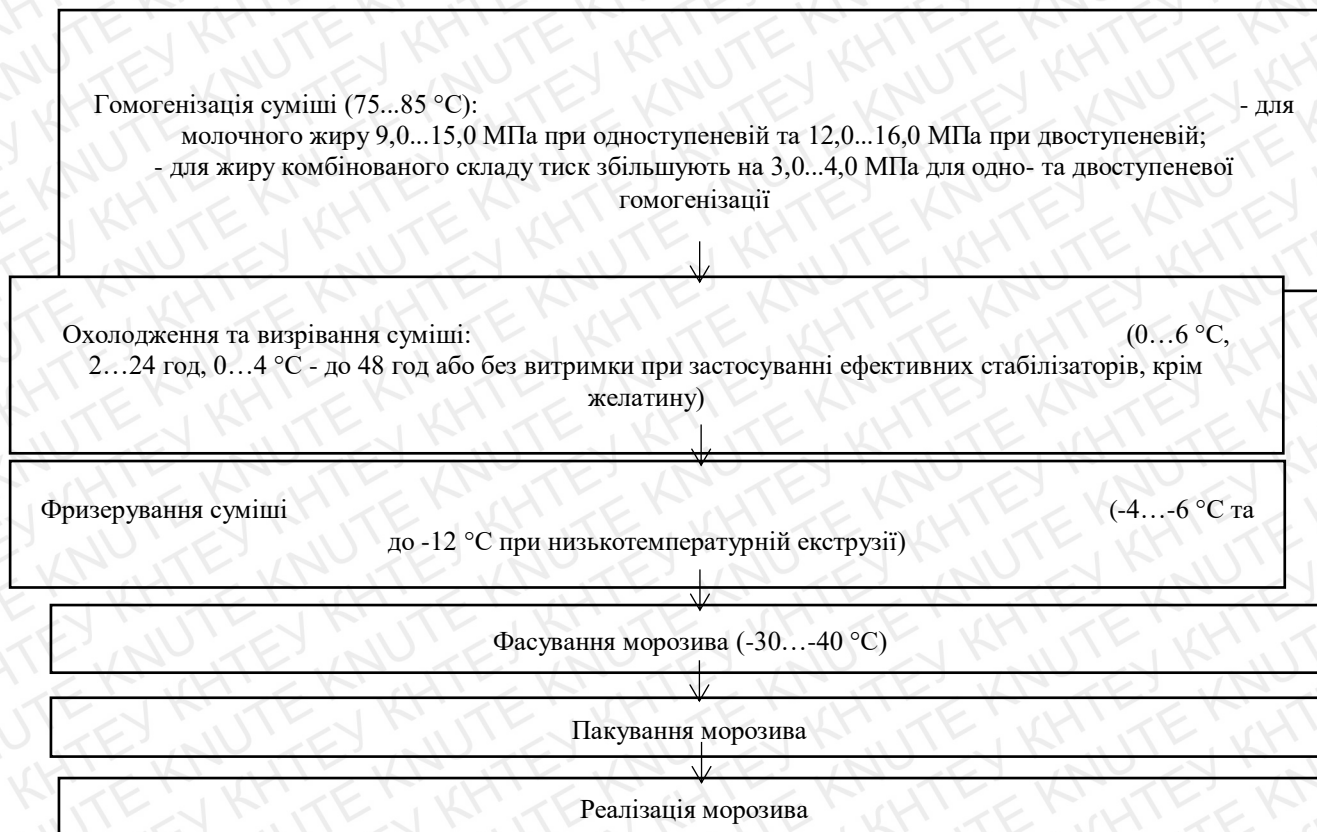 Гомогенізація суміші (75...85 °С): - для
молочного жиру 9,0...15,0 МПа при одноступеневій та 12,0...16,0 МПа при двоступеневій;
- для жиру комбінованого складу тиск збільшують на 3,0...4,0 МПа для одно- та двоступеневої
гомогенізації
Охолодження та визрівання суміші: (0…6 °С,
2…24 год, 0…4 °С - до 48 год або без витримки при застосуванні ефективних стабілізаторів, крім
желатину)
Фризерування суміші (-4…-6 °С та
до -12 °С при низькотемпературній екструзії)
Фасування морозива (-30…-40 °С)
Пакування морозива
Реалізація морозива